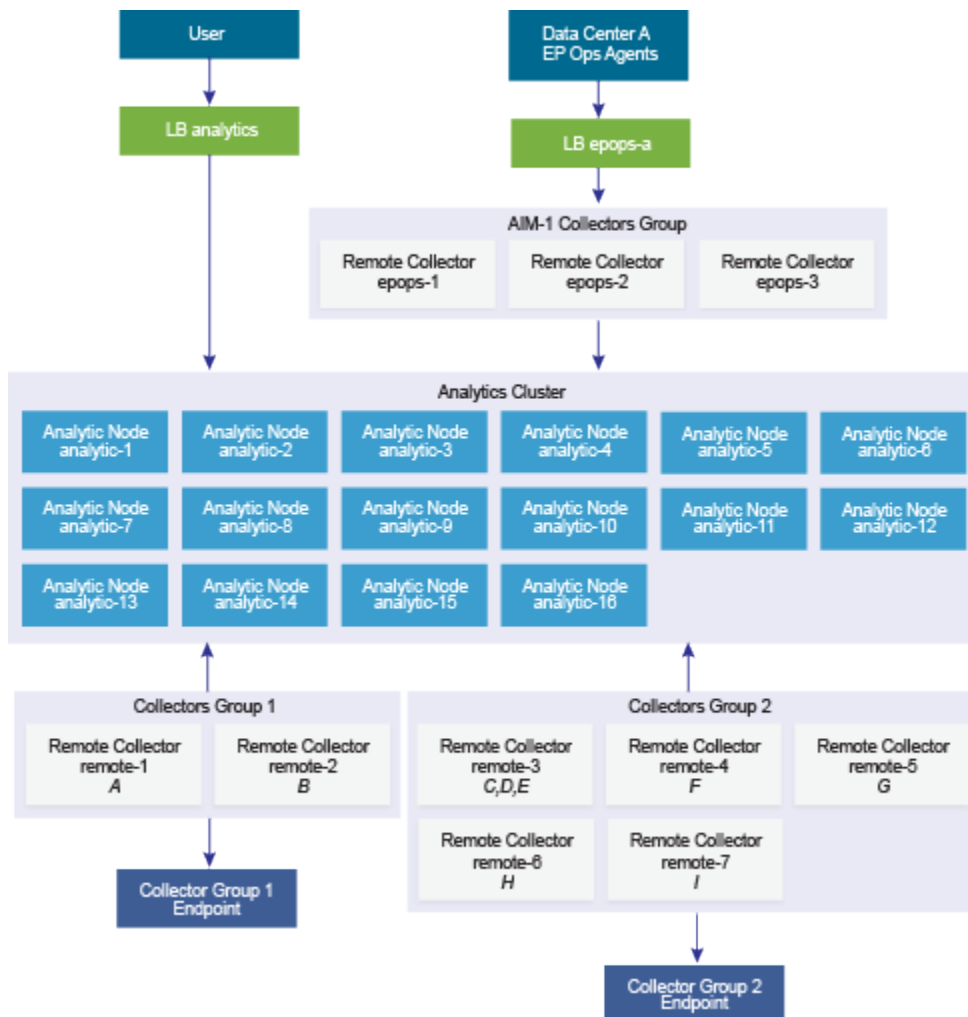 User
Data Center A
EP Ops Agents
LB analytics
LB epops-a
AIM-1 Collectors Group
Remote Collector
epops-1
Remote Collector
epops-2
Remote Collector
epops-3
Analytics Cluster
Analytic Node
analytic-1
Analytic Node
analytic-2
Analytic Node
analytic-3
Analytic Node
analytic-4
Analytic Node
analytic-5
Analytic Node
analytic-6
Analytic Node
analytic-7
Analytic Node
analytic-8
Analytic Node
analytic-9
Analytic Node
analytic-10
Analytic Node
analytic-11
Analytic Node
analytic-12
Analytic Node
analytic-13
Analytic Node
analytic-14
Analytic Node
analytic-15
Analytic Node
analytic-16
Collectors Group 1
Remote Collector
remote-1
A
Remote Collector
remote-2
B
Collector Group 1
Endpoint
Collectors Group 2
Remote Collector
remote-3
C,D,E
Remote Collector
remote-4
F
Remote Collector
remote-5
G
Remote Collector
remote-6
H
Remote Collector
remote-7
I
Collector Group 2
Endpoint